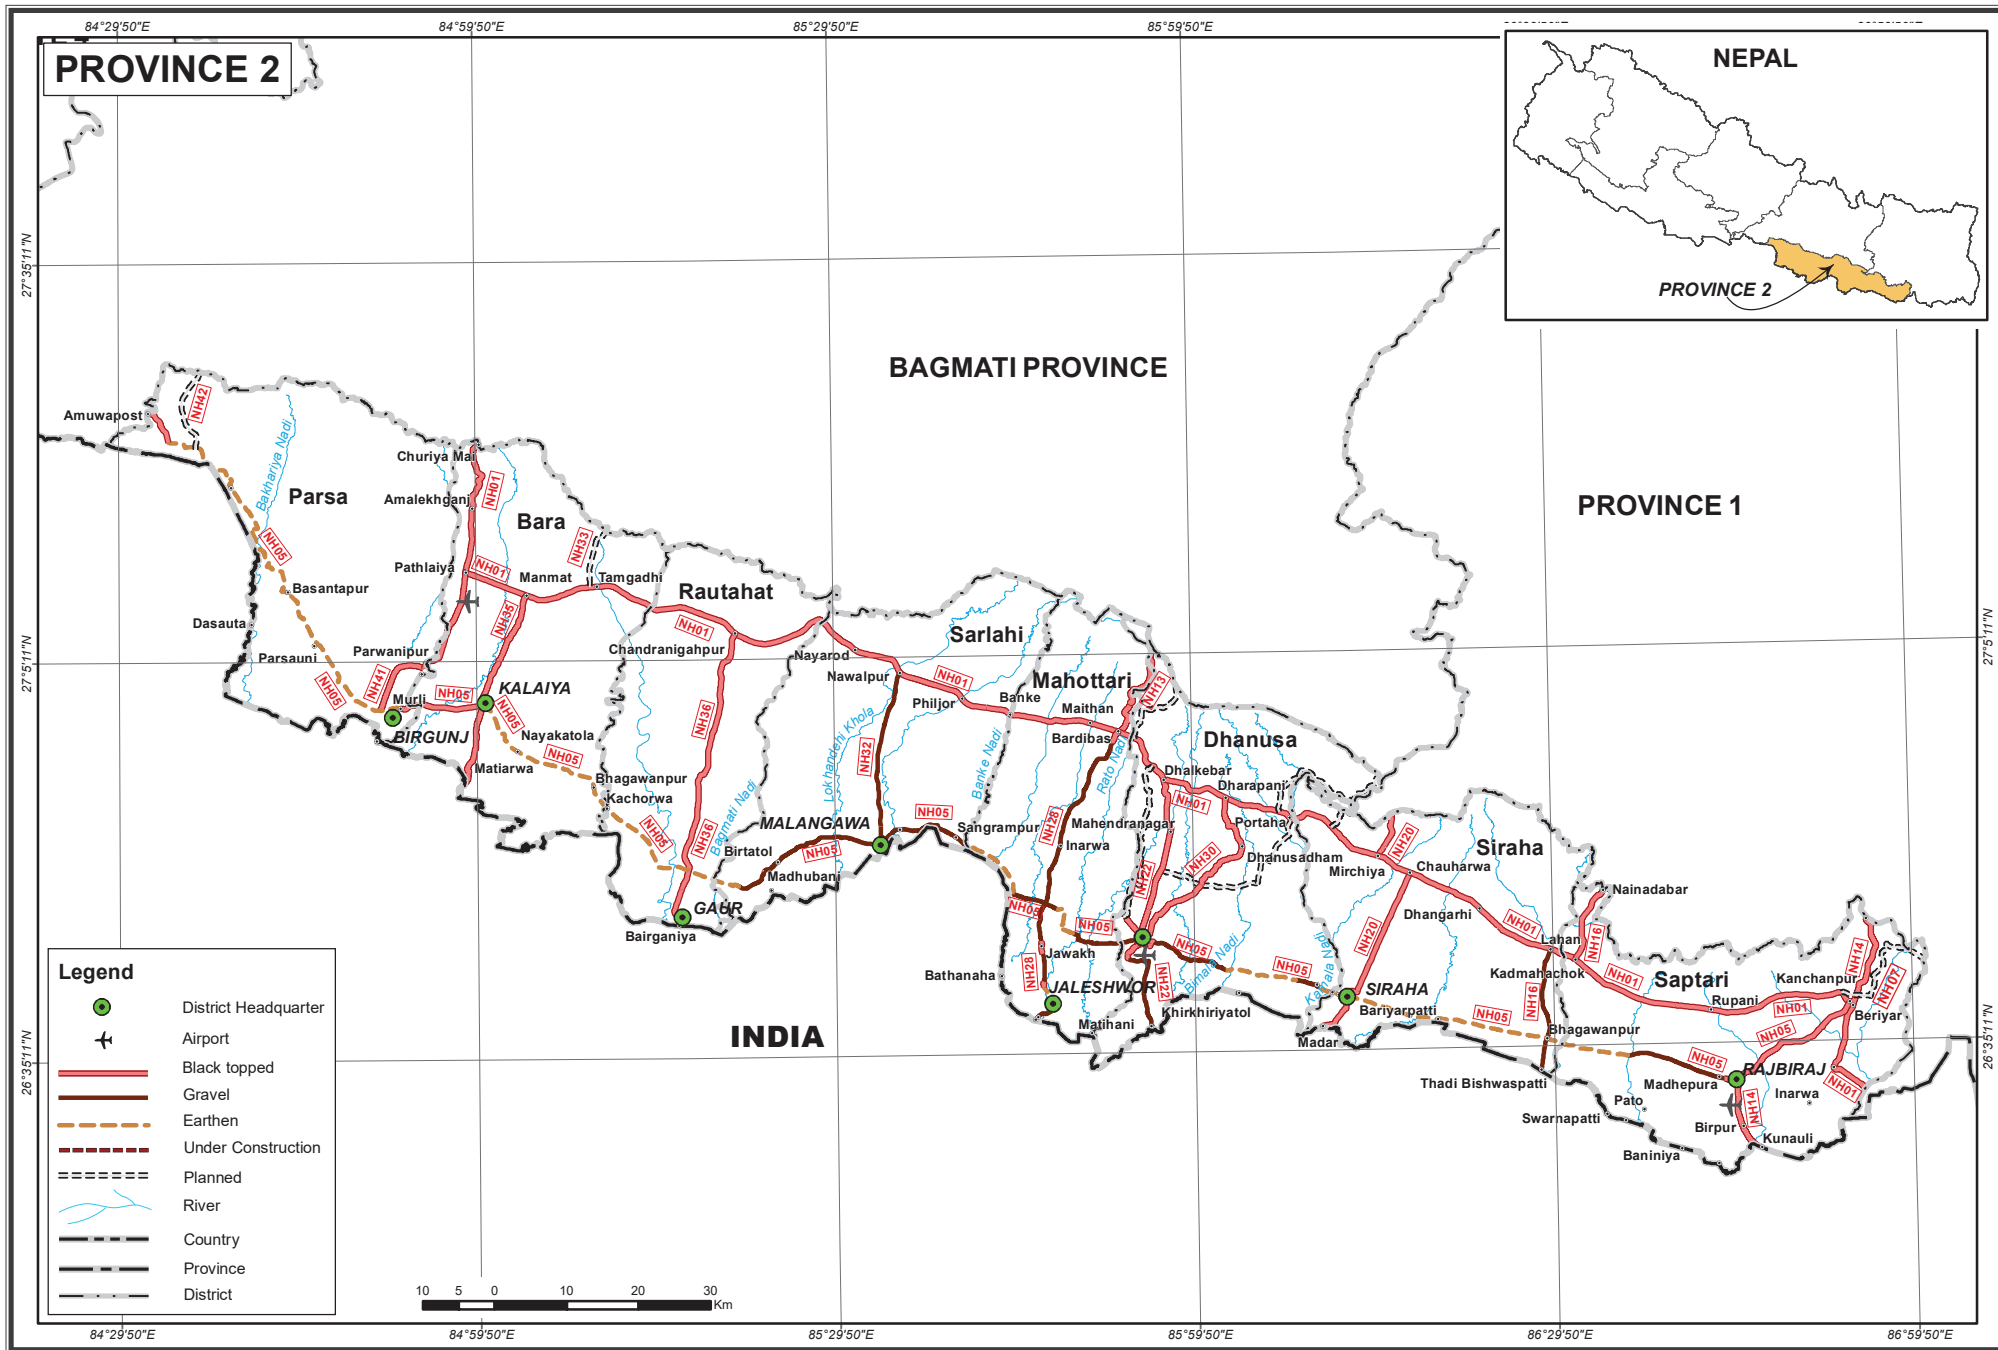 84°29'50"E
84°59'50"E
85°29'50"E
85°59'50"E
PROVINCE 2
NEPAL
PROVINCE 2
27°35'11"N
BAGMATI PROVINCE
PROVINCE 1
NH42
Amuwapost
Bakhariya Nadi
Churiya Mai
Parsa
NH01
Amalekhganj
Bara
NH33
NH05
Pathlaiya
NH01
Manmat
Tamgadhi
Basantapur
Rautahat
NH35
Dasauta
NH01
Sarlahi
27°5'11"N
27°5'11"N
Parsauni
Parwanipur
Chandranigahpur
Nayarod
Nawalpur
NH01
Mahottari
NH13
NH05
NH41
Murli
NH05
KALAIYA
Philjor
Banke
Maithan
NH05
NH36
Lokhandehi Khola
BIRGUNJ
Nayakatola
NH05
NH32
Banke Nadi
Bardibas
Rato Nadi
Dhanusa
Matiarwa
Bhagawanpur
Kachorwa
Dhalkebar
Dharapani
NH01
Bagmati Nadi
NH05
NH36
MALANGAWA
NH05
Sangrampur
NH28
Mahendranagar
Portaha
NH20
Siraha
Birtatol
NH05
Inarwa
NH30
Dhanusadham
Mirchiya
Chauharwa
Madhubani
NH22
Nainadabar
GAUR
NH05
Dhangarhi
NH01
Bairganiya
NH05
NH05
NH20
Lahan
NH16
NH14
Legend
Jawakh
Bimala Nadi
Kamala Nadi
Bathanaha
NH28
NH05
Kadmahachok
NH01
Saptari
Kanchanpur
NH07
JALESHWOR
NH22
SIRAHA
NH16
Rupani
NH01
District Headquarter
Khirkhiriyatol
Bariyarpatti
NH05
Beriyar
Matihani
Bhagawanpur
NH05
Airport
INDIA
Madar
26°35'11"N
26°35'11"N
Black topped
NH05
RAJBIRAJ
Thadi Bishwaspatti
Madhepura
NH01
Gravel
Pato
Inarwa
Swarnapatti
NH14
Earthen
Birpur
Kunauli
Under Construction
Baniniya
Planned
River
Country
Province
District
10 5 0 10 20 30
Km
84°29'50"E
84°59'50"E
85°29'50"E
85°59'50"E
86°29'50"E
86°59'50"E